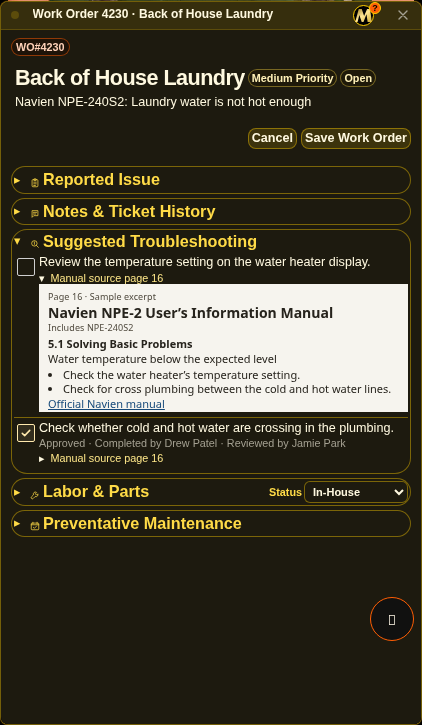 Work Order 4230 · Back of House Laundry
M ?
WO#4230
Back of House Laundry Medium Priority Open
Navien NPE-240S2: Laundry water is not hot enough
Cancel Save Work Order
Reported Issue
Notes & Ticket History
Suggested Troubleshooting
Review the temperature setting on the water heater display.
Manual source page 16
Page 16 · Sample excerpt
Navien NPE-2 User's Information Manual
Includes NPE-240S2
5.1 Solving Basic Problems
Water temperature below the expected level
• Check the water heater's temperature setting.
• Check for cross plumbing between the cold and hot water lines.
Official Navien manual
Check whether cold and hot water are crossing in the plumbing.
Approved · Completed by Drew Patel · Reviewed by Jamie Park
Manual source page 16
Labor & Parts Status In-House
Preventative Maintenance